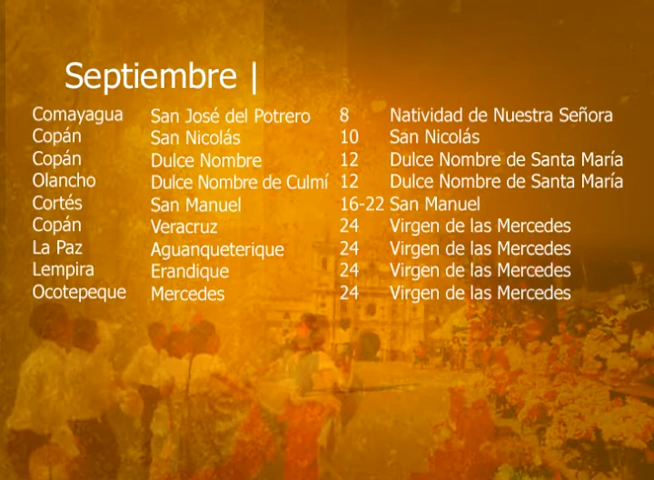 Septiembre |
Comayagua San José del Potrero 8 Natividad de Nuestra Señora
Copán San Nicolás 10 San Nicolás
Copán Dulce Nombre 12 Dulce Nombre de Santa María
Olancho Dulce Nombre de Culmí 12 Dulce Nombre de Santa María
Cortés San Manuel 16-22 San Manuel
Copán Veracruz 24 Virgen de las Mercedes
La Paz Aguanqueterique 24 Virgen de las Mercedes
Lempira Erandique 24 Virgen de las Mercedes
Ocotepeque Mercedes 24 Virgen de las Mercedes